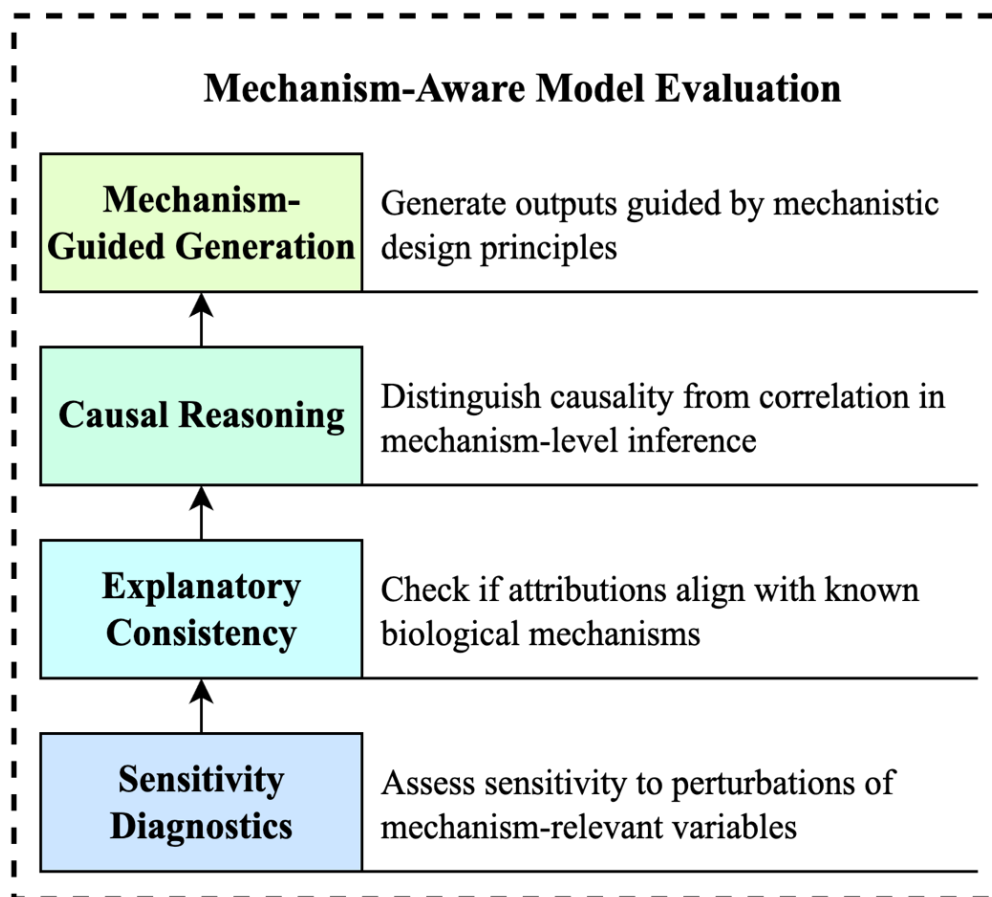 Mechanism-Aware Model Evaluation
Mechanism-
Guided Generation
Generate outputs guided by mechanistic
design principles
Causal Reasoning
Distinguish causality from correlation in
mechanism-level inference
Explanatory
Consistency
Check if attributions align with known
biological mechanisms
Sensitivity
Diagnostics
Assess sensitivity to perturbations of
mechanism-relevant variables